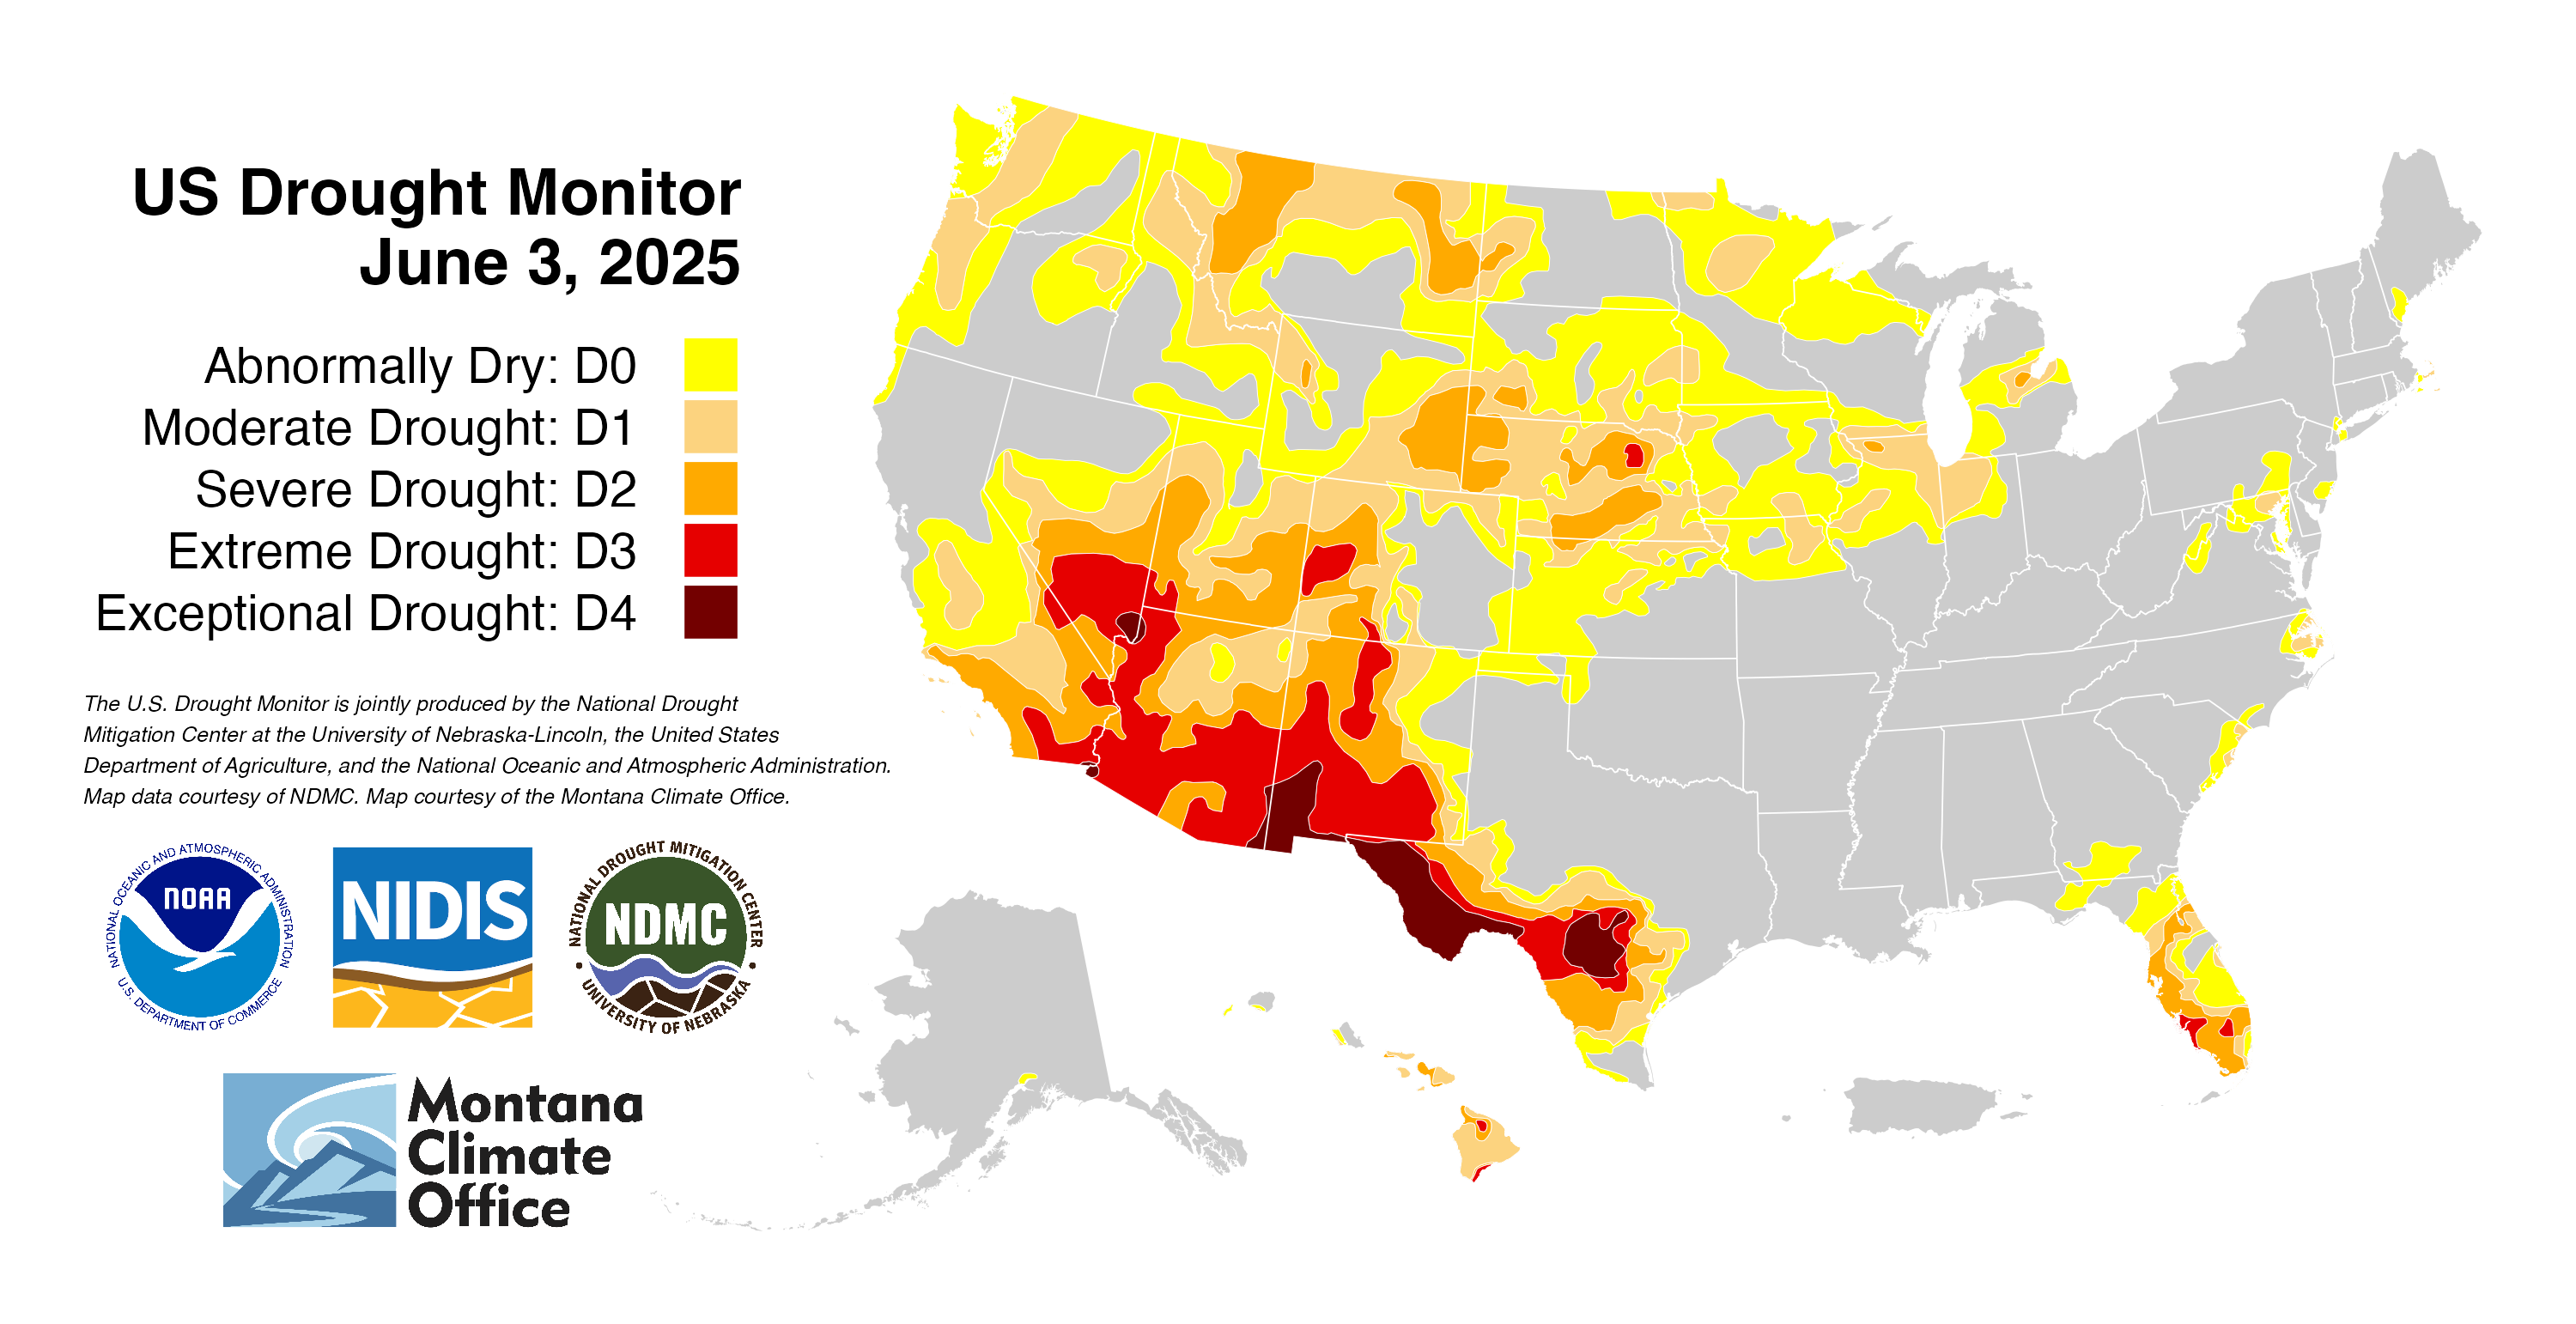 US Drought Monitor
June 3, 2025
Abnormally Dry: D0
Moderate Drought: D1
Severe Drought: D2
Extreme Drought: D3
Exceptional Drought: D4
The U.S. Drought Monitor is jointly produced by the National Drought
Mitigation Center at the University of Nebraska-Lincoln, the United States
Department of Agriculture, and the National Oceanic and Atmospheric Administration.
Map data courtesy of NDMC. Map courtesy of the Montana Climate Office.
NATIONAL OCEANIC AND ATMOSPHERIC ADMINISTRATION
NOAA
U.S. DEPARTMENT OF COMMERCE
NIDIS
NATIONAL DROUGHT MITIGATION CENTER
NDMC
• UNIVERSITY OF NEBRASKA •
Montana
Climate
Office